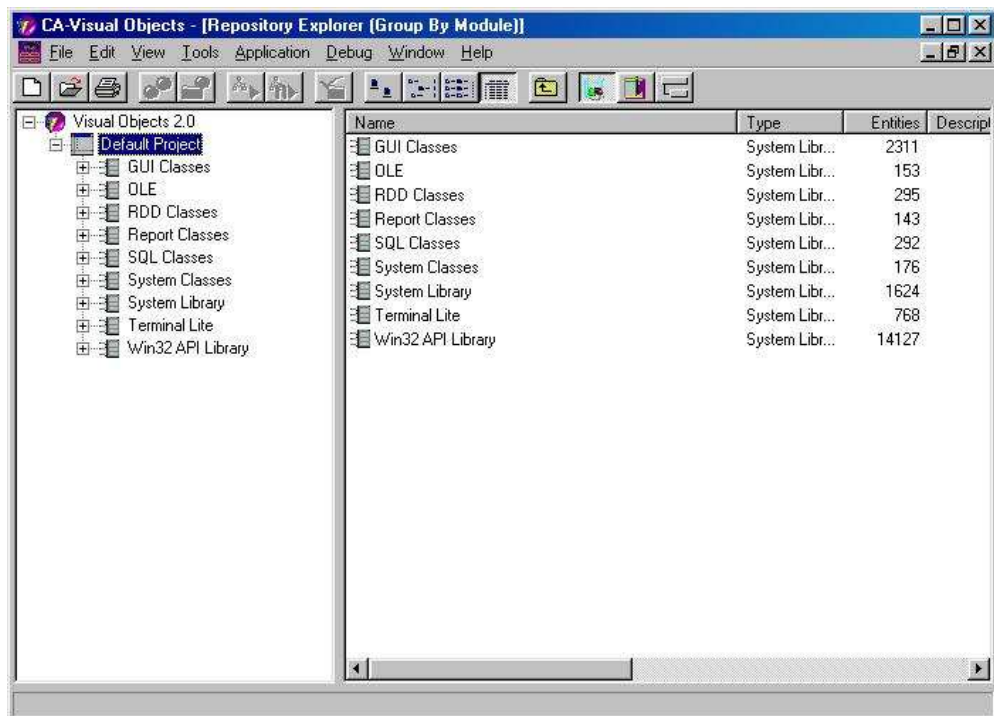 CA-Visual Objects - [Repository Explorer (Group By Module)]
File Edit View Tools Application Debug Window Help
Visual Objects 2.0
Default Project
GUI Classes
OLE
RDD Classes
Report Classes
SQL Classes
System Classes
System Library
Terminal Lite
Win32 API Library
Name Type Entities Descript
GUI Classes System Libr... 2311
OLE System Libr... 153
RDD Classes System Libr... 295
Report Classes System Libr... 143
SQL Classes System Libr... 292
System Classes System Libr... 176
System Library System Libr... 1624
Terminal Lite System Libr... 768
Win32 API Library System Libr... 14127